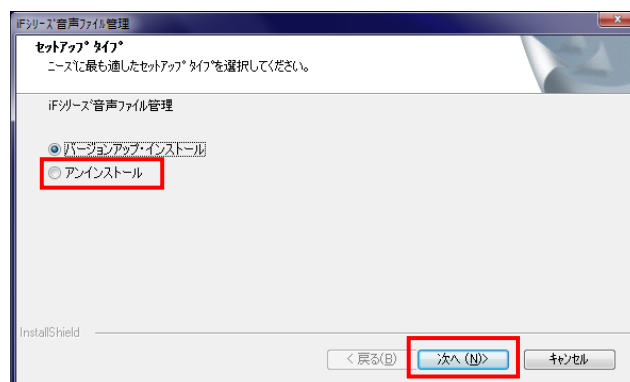 iFシリーズ音声ファイル管理
セットアップ タイプ
ニーズに最も適したセットアップ タイプを選択してください。
iFシリーズ音声ファイル管理
バージョンアップ・インストール
アンインストール
InstallShield
< 戻る(B)
次へ (N)>
キャンセル